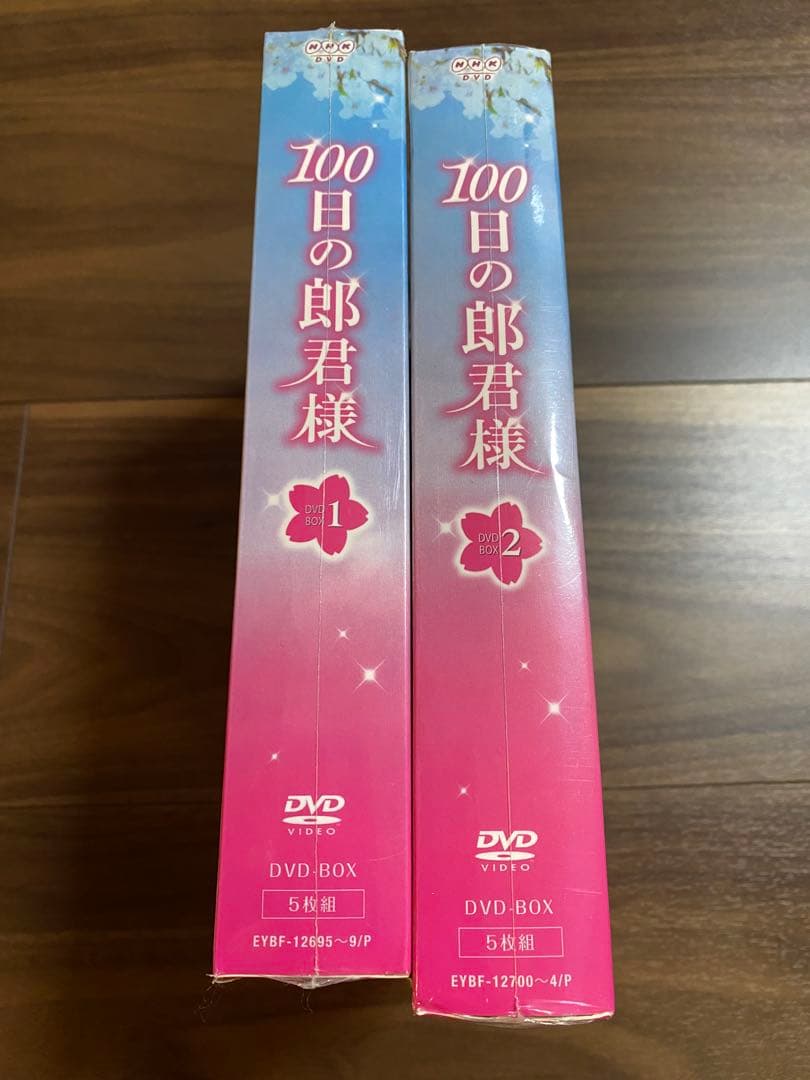 NHK
DVD
100日の郎君様
DVD
BOX 1
DVD
VIDEO™
DVD-BOX
5枚組
EYBF-12695〜9/P
NHK
DVD
100日の郎君様
DVD
BOX 2
DVD
VIDEO™
DVD-BOX
5枚組
EYBF-12700〜4/P